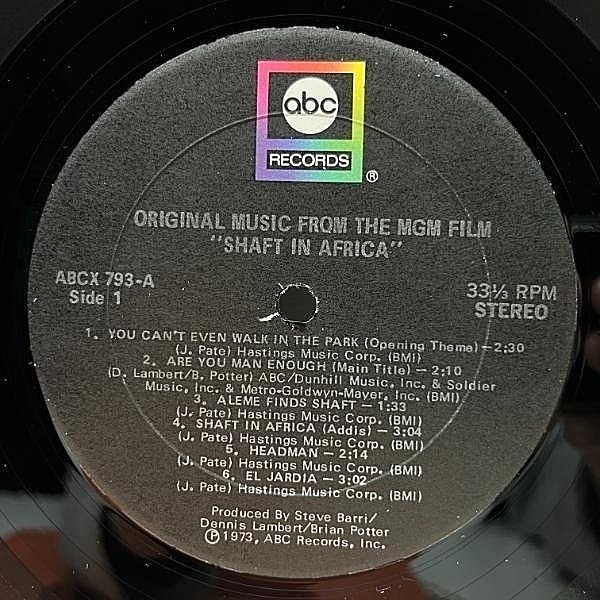 abc
RECORDS
®
ORIGINAL MUSIC FROM THE MGM FILM
"SHAFT IN AFRICA"
ABCX 793-A
Side 1
33⅓ RPM
STEREO
1. YOU CAN'T EVEN WALK IN THE PARK (Opening Theme)—2:30
(J. Pate) Hastings Music Corp. (BMI)
2. ARE YOU MAN ENOUGH (Main Title) — 2:10
(D. Lambert/B. Potter) ABC/Dunhill Music, Inc. & Soldier
Music, Inc. & Metro-Goldwyn-Mayer, Inc. (BMI)
3. ALEME FINDS SHAFT — 1:33
(J. Pate) Hastings Music Corp. (BMI)
4. SHAFT IN AFRICA (Addis) — 3:04
(J. Pate) Hastings Music Corp. (BMI)
5. HEADMAN — 2:14
(J. Pate) Hastings Music Corp. (BMI)
6. EL JARDIA — 3:02
(J. Pate) Hastings Music Corp. (BMI)
Produced By Steve Barri/
Dennis Lambert/Brian Potter
℗1973, ABC Records, Inc.